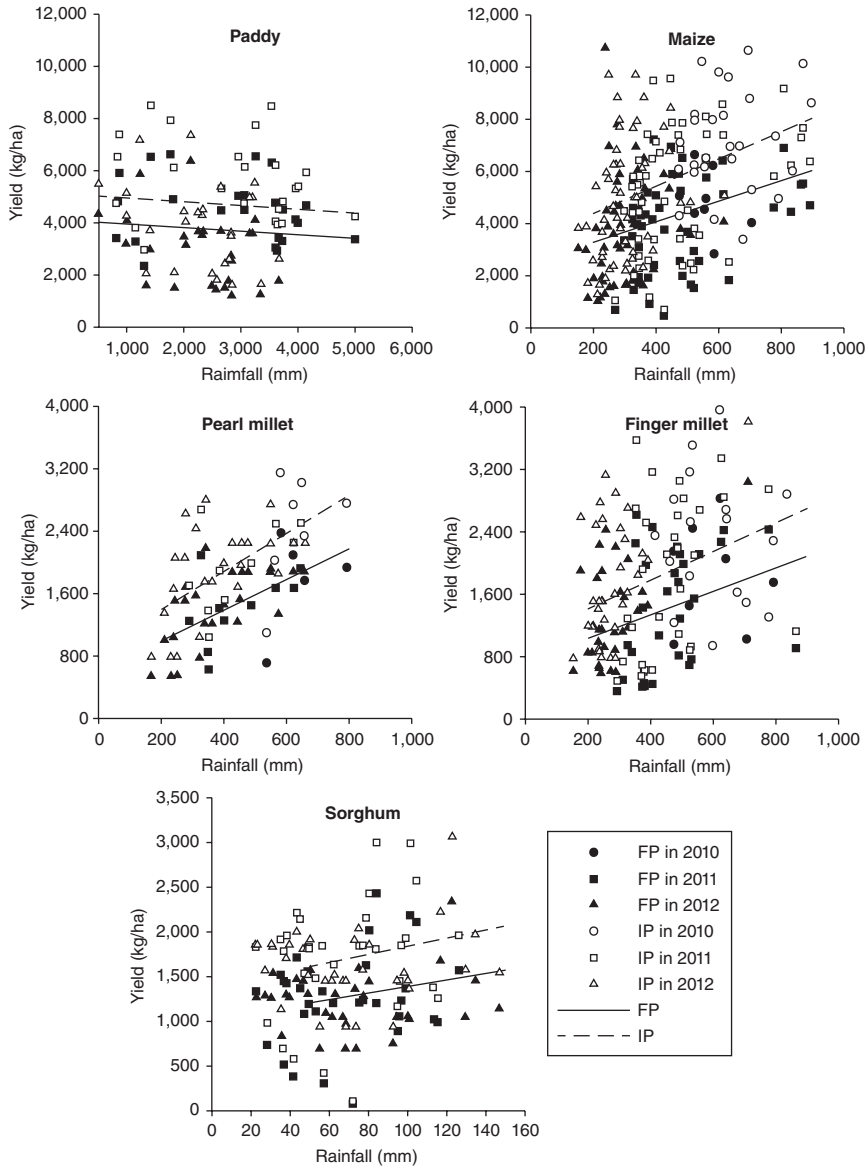 Paddy
12,000
10,000
8,000
6,000
4,000
2,000
0
Yield (kg/ha)
1,000 2,000 3,000 4,000 5,000 6,000
Rainfall (mm)
Maize
12,000
10,000
8,000
6,000
4,000
2,000
0
Yield (kg/ha)
0 200 400 600 800 1,000
Rainfall (mm)
Pearl millet
4,000
3,200
2,400
1,600
800
0
Yield (kg/ha)
0 200 400 600 800 1,000
Rainfall (mm)
Finger millet
4,000
3,200
2,400
1,600
800
0
Yield (kg/ha)
0 200 400 600 800 1,000
Rainfall (mm)
Sorghum
3,500
3,000
2,500
2,000
1,500
1,000
500
0
Yield (kg/ha)
0 20 40 60 80 100 120 140 160
Rainfall (mm)
FP in 2010
FP in 2011
FP in 2012
IP in 2010
IP in 2011
IP in 2012
FP
IP